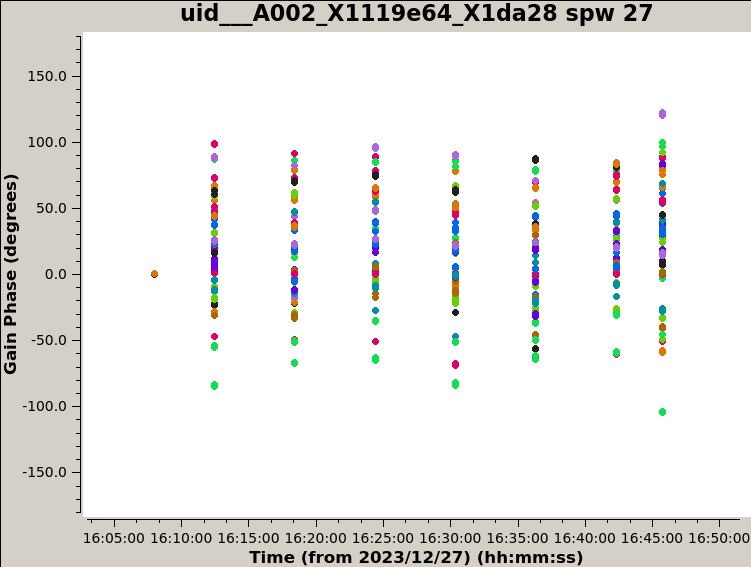 uid___A002_X1119e64_X1da28 spw 27
150.0
100.0
50.0
0.0
-50.0
-100.0
-150.0
Gain Phase (degrees)
16:05:00 16:10:00 16:15:00 16:20:00 16:25:00 16:30:00 16:35:00 16:40:00 16:45:00 16:50:00
Time (from 2023/12/27) (hh:mm:ss)